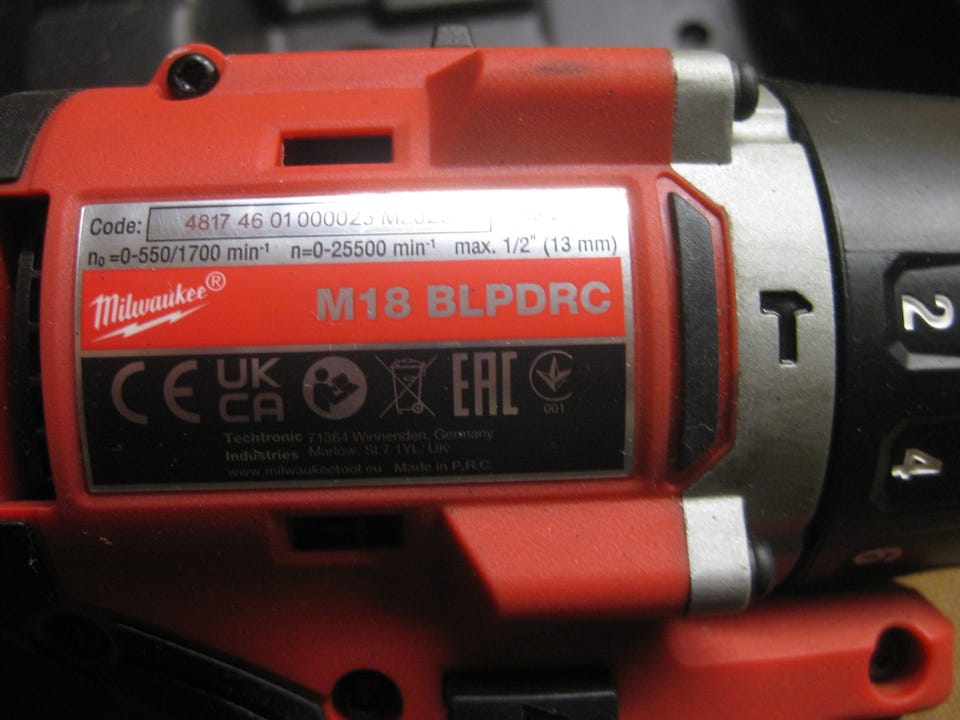 Code: 4817 46 01 000023
n₀ =0-550/1700 min⁻¹ n=0-25500 min⁻¹ max. 1/2" (13 mm)
Milwaukee®
M18 BLPDRC
CE UK CA EAC 001
Techtronic 71364 Winnenden, Germany
Industries Marlow, SL7 1YL, UK
www.milwaukeetool.eu Made in P.R.C.
2
4